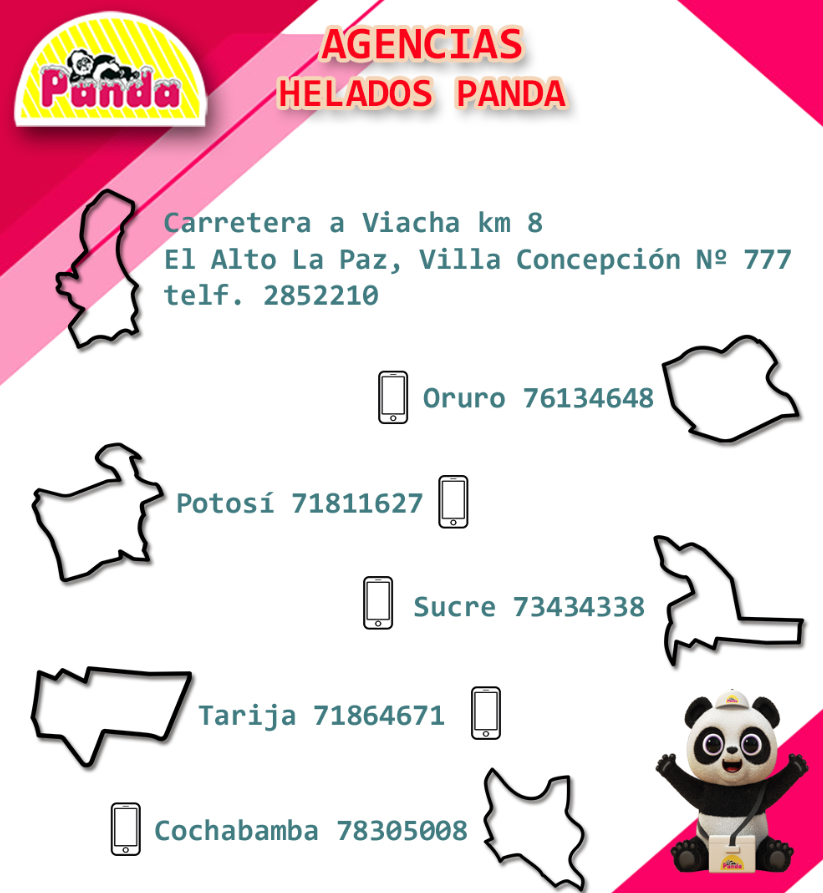 Panda
AGENCIAS
HELADOS PANDA
Carretera a Viacha km 8
El Alto La Paz, Villa Concepción Nº 777
telf. 2852210
Oruro 76134648
Potosí 71811627
Sucre 73434338
Tarija 71864671
Cochabamba 78305008
Panda
Panda